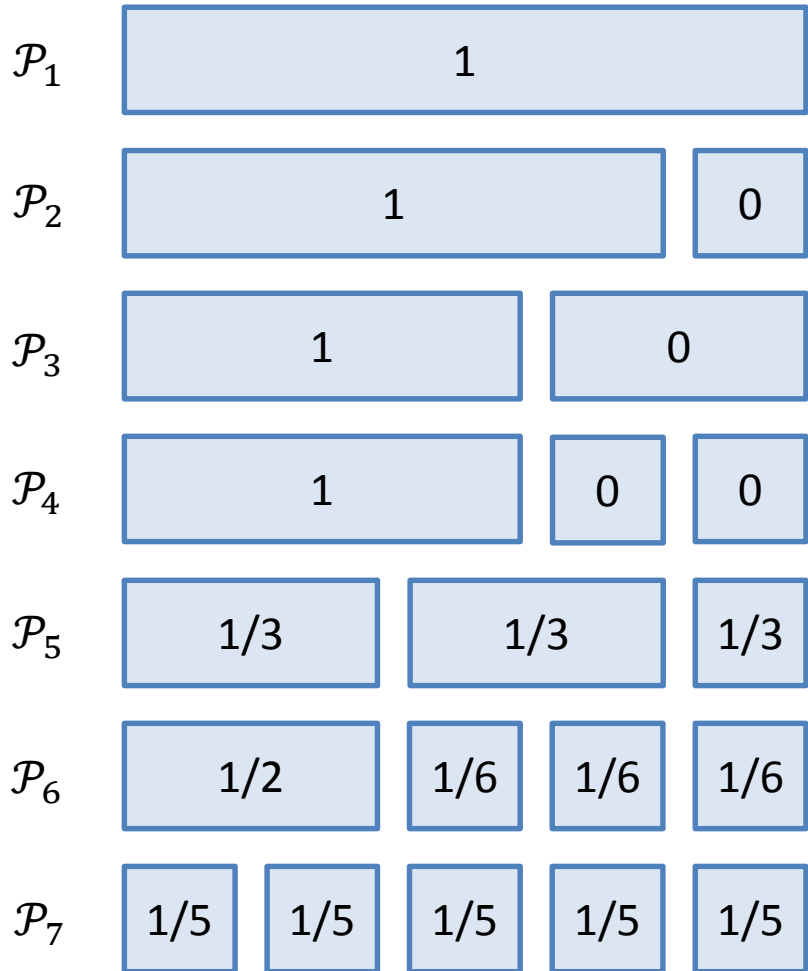 𝒫₁ 1
𝒫₂ 1 0
𝒫₃ 1 0
𝒫₄ 1 0 0
𝒫₅ 1/3 1/3 1/3
𝒫₆ 1/2 1/6 1/6 1/6
𝒫₇ 1/5 1/5 1/5 1/5 1/5